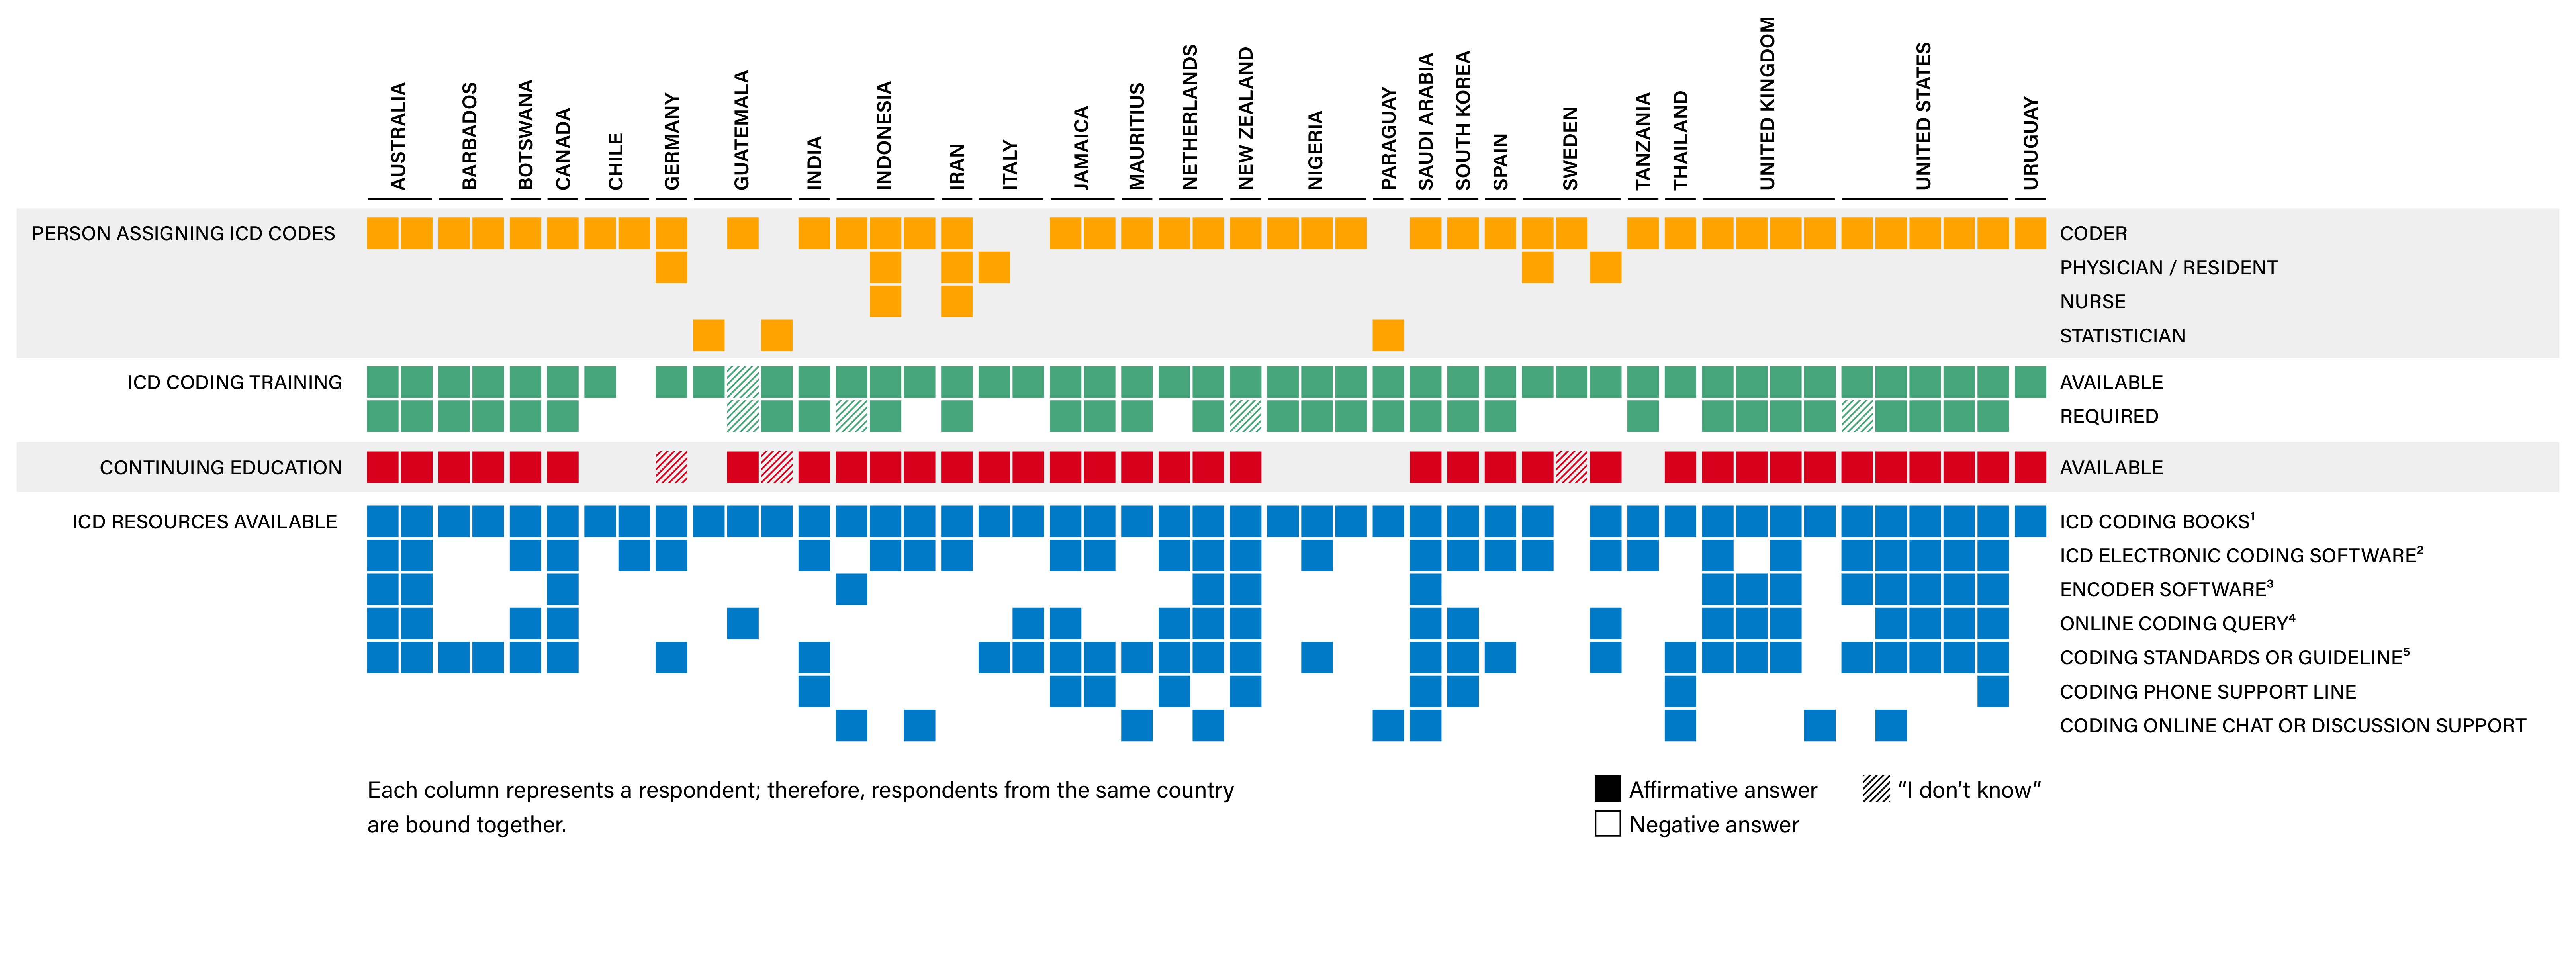 AUSTRALIA
BARBADOS
BOTSWANA
CANADA
CHILE
GERMANY
GUATEMALA
INDIA
INDONESIA
IRAN
ITALY
JAMAICA
MAURITIUS
NETHERLANDS
NEW ZEALAND
NIGERIA
PARAGUAY
SAUDI ARABIA
SOUTH KOREA
SPAIN
SWEDEN
TANZANIA
THAILAND
UNITED KINGDOM
UNITED STATES
URUGUAY
PERSON ASSIGNING ICD CODES
CODER
PHYSICIAN / RESIDENT
NURSE
STATISTICIAN
ICD CODING TRAINING
AVAILABLE
REQUIRED
CONTINUING EDUCATION
AVAILABLE
ICD RESOURCES AVAILABLE
ICD CODING BOOKS¹
ICD ELECTRONIC CODING SOFTWARE²
ENCODER SOFTWARE³
ONLINE CODING QUERY⁴
CODING STANDARDS OR GUIDELINE⁵
CODING PHONE SUPPORT LINE
CODING ONLINE CHAT OR DISCUSSION SUPPORT
Each column represents a respondent; therefore, respondents from the same country
are bound together.
Affirmative answer
"I don't know"
Negative answer